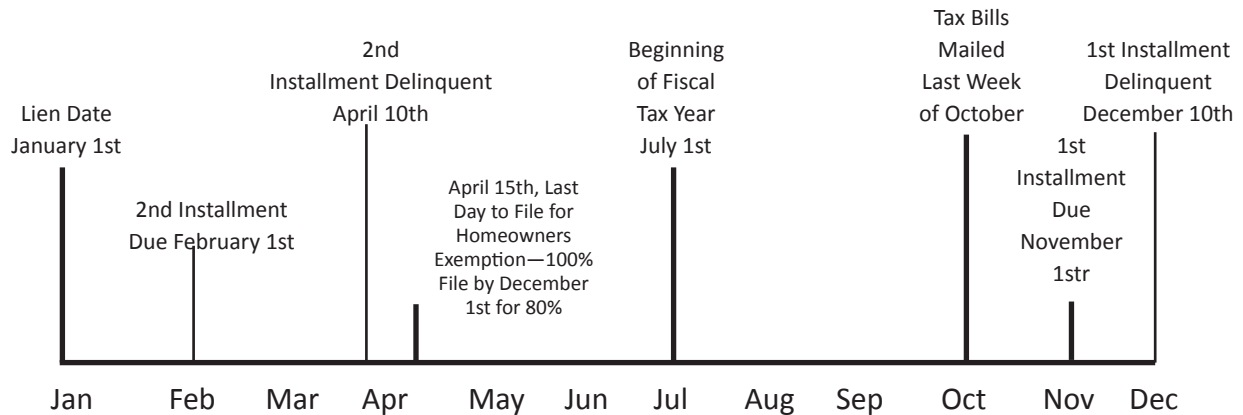 Lien Date
January 1st
2nd Installment
Due February 1st
2nd
Installment Delinquent
April 10th
April 15th, Last
Day to File for
Homeowners
Exemption—100%
File by December
1st for 80%
Beginning
of Fiscal
Tax Year
July 1st
Tax Bills
Mailed
Last Week
of October
1st
Installment
Due
November
1str
1st Installment
Delinquent
December 10th
Jan Feb Mar Apr May Jun Jul Aug Sep Oct Nov Dec